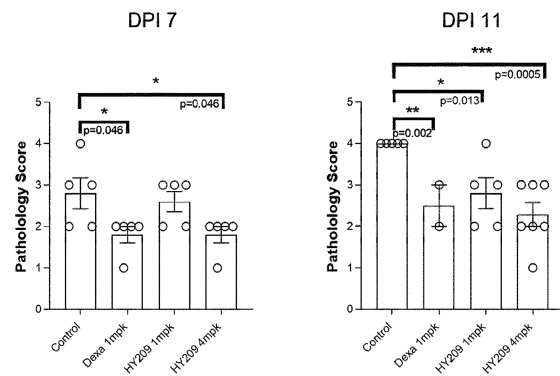 DPI 7
*
p=0.046
*
p=0.046
Patholology Score
5
4
3
2
1
0
Control
Dexa 1mpk
HY209 1mpk
HY209 4mpk
DPI 11
***
p=0.0005
*
p=0.013
**
p=0.002
Patholology Score
5
4
3
2
1
0
Control
Dexa 1mpk
HY209 1mpk
HY209 4mpk